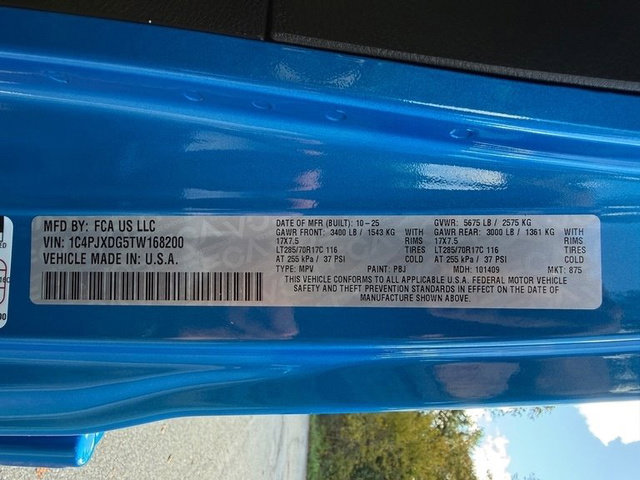 MFD BY: FCA US LLC
VIN: 1C4PJXDG5TW168200
VEHICLE MADE IN: U.S.A.
DATE OF MFR (BUILT): 10-25 GVWR: 5675 LB / 2575 KG
GAWR FRONT: 3400 LB / 1543 KG WITH GAWR REAR: 3000 LB / 1361 KG WITH
17X7.5 RIMS 17X7.5 RIMS
LT285/70R17C 116 TIRES LT285/70R17C 116 TIRES
AT 255 kPa / 37 PSI COLD AT 255 kPa / 37 PSI COLD
TYPE: MPV PAINT: PBJ MDH: 101409 MKT: 875
THIS VEHICLE CONFORMS TO ALL APPLICABLE U.S.A. FEDERAL MOTOR VEHICLE
SAFETY AND THEFT PREVENTION STANDARDS IN EFFECT ON THE DATE OF
MANUFACTURE SHOWN ABOVE.